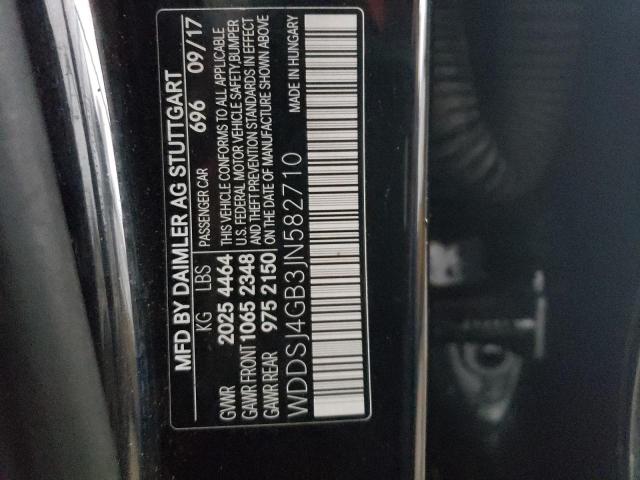 MFD BY DAIMLER AG STUTTGART
696 09/17
KG LBS PASSENGER CAR
GVWR 2025 4464 THIS VEHICLE CONFORMS TO ALL APPLICABLE
GAWR FRONT 1065 2348 U.S. FEDERAL MOTOR VEHICLE SAFETY, BUMPER
GAWR REAR 975 2150 AND THEFT PREVENTION STANDARDS IN EFFECT
ON THE DATE OF MANUFACTURE SHOWN ABOVE
WDDSJ4GB3JN582710 MADE IN HUNGARY